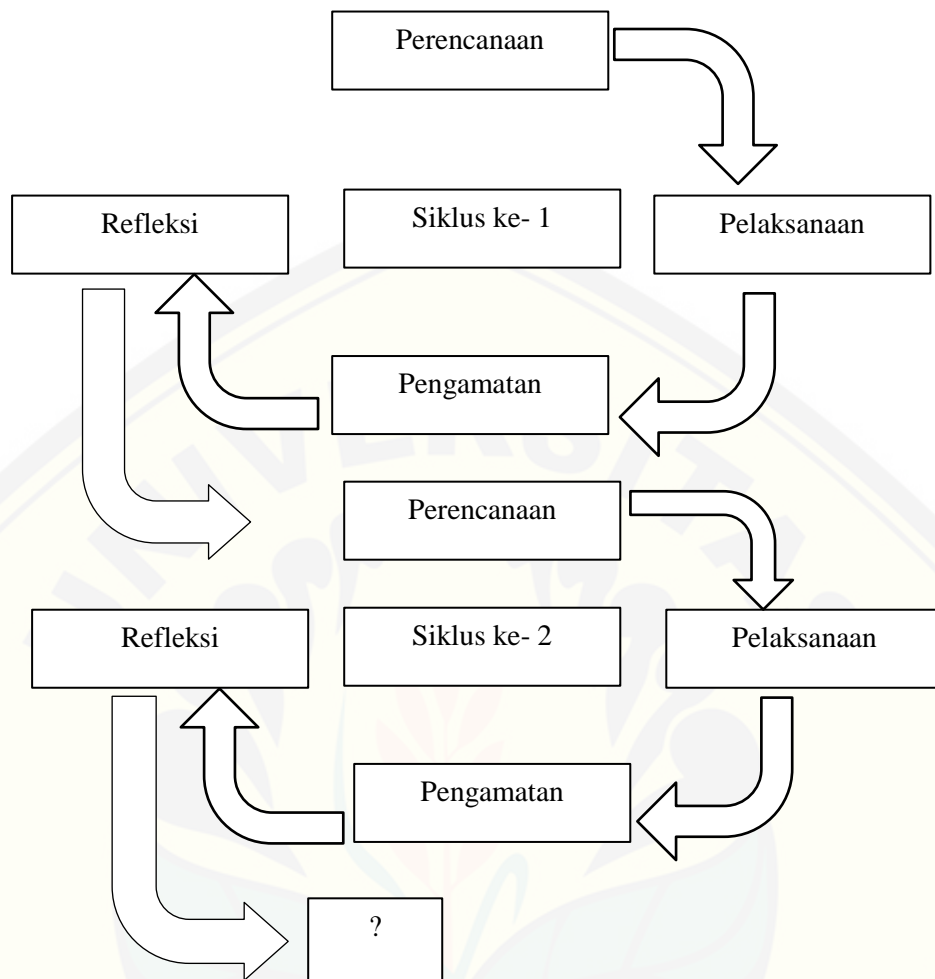 Perencanaan
Refleksi
Siklus ke- 1
Pelaksanaan
Pengamatan
Perencanaan
Refleksi
Siklus ke- 2
Pelaksanaan
Pengamatan
?